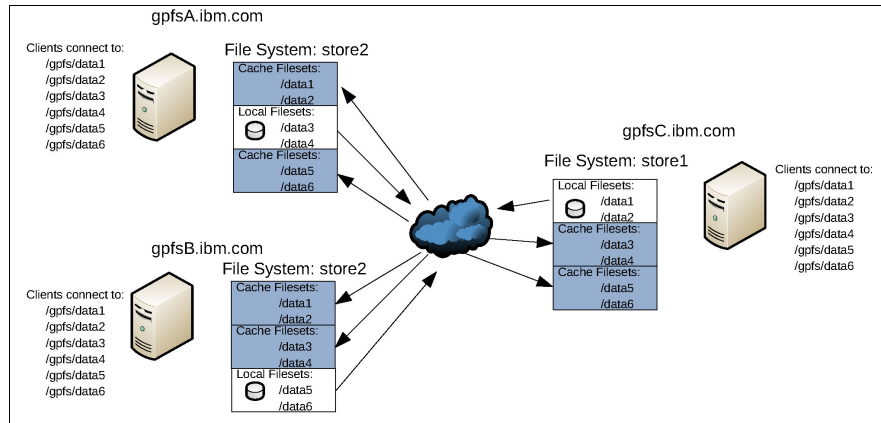 gpfsA.ibm.com
Clients connect to:
/gpfs/data1
/gpfs/data2
/gpfs/data3
/gpfs/data4
/gpfs/data5
/gpfs/data6
File System: store2
Cache Filesets:
/data1
/data2
Local Filesets:
/data3
/data4
Cache Filesets:
/data5
/data6
gpfsB.ibm.com
Clients connect to:
/gpfs/data1
/gpfs/data2
/gpfs/data3
/gpfs/data4
/gpfs/data5
/gpfs/data6
File System: store2
Cache Filesets:
/data1
/data2
Cache Filesets:
/data3
/data4
Local Filesets:
/data5
/data6
gpfsC.ibm.com
File System: store1
Local Filesets:
/data1
/data2
Cache Filesets:
/data3
/data4
Cache Filesets:
/data5
/data6
Clients connect to:
/gpfs/data1
/gpfs/data2
/gpfs/data3
/gpfs/data4
/gpfs/data5
/gpfs/data6